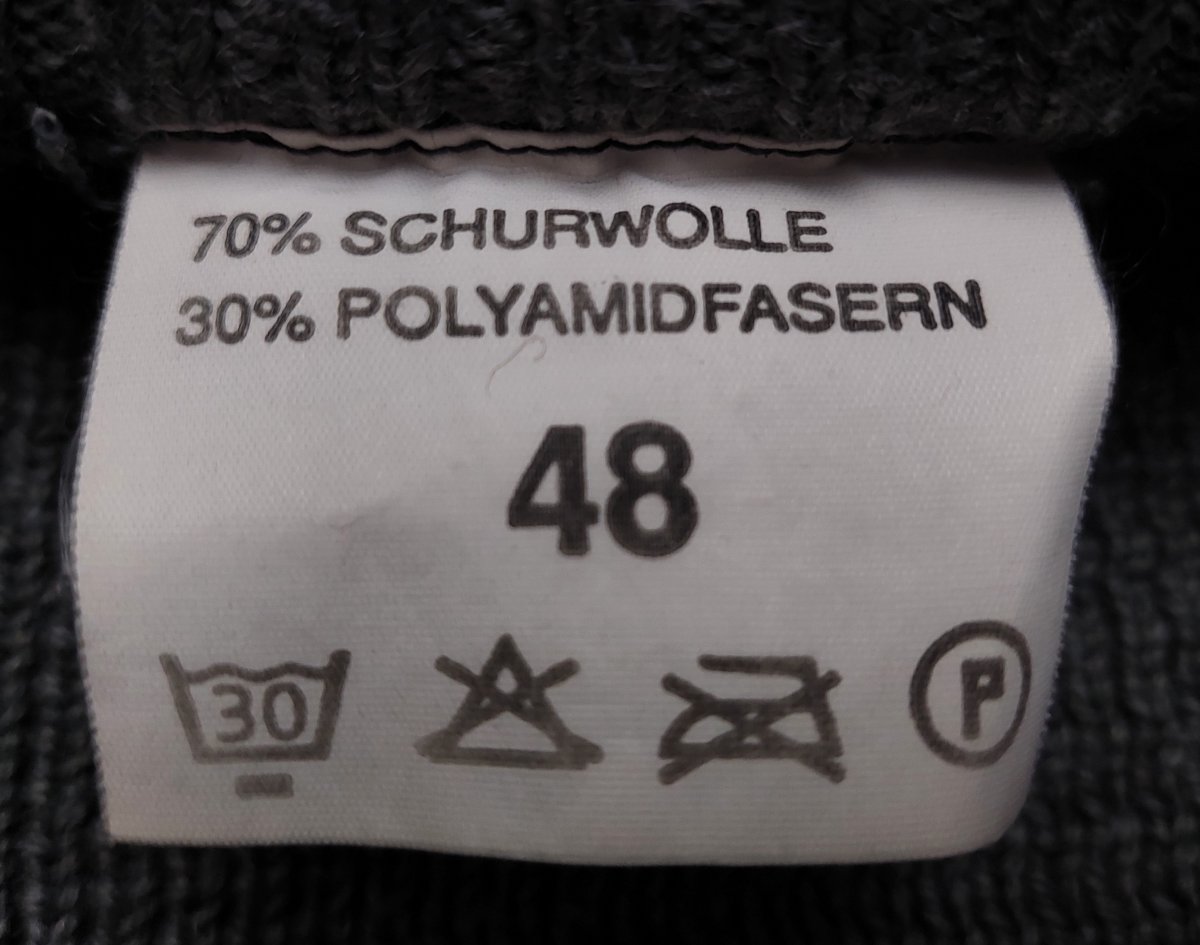 70% SCHURWOLLE
30% POLYAMIDFASERN
48
30 P